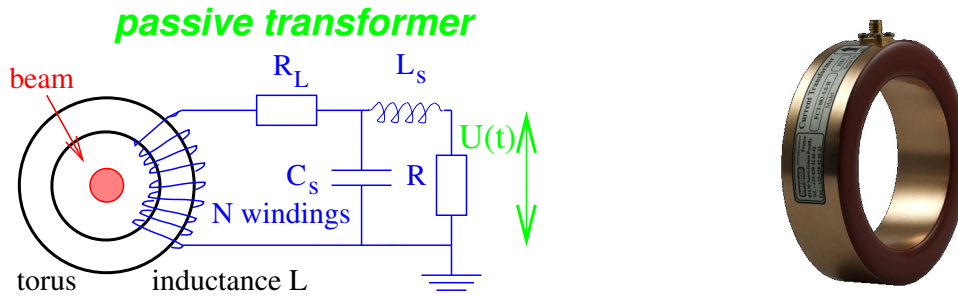 passive transformer
beam
R_L
L_s
U(t)
C_s
R
N windings
torus
inductance L
Current Transformer